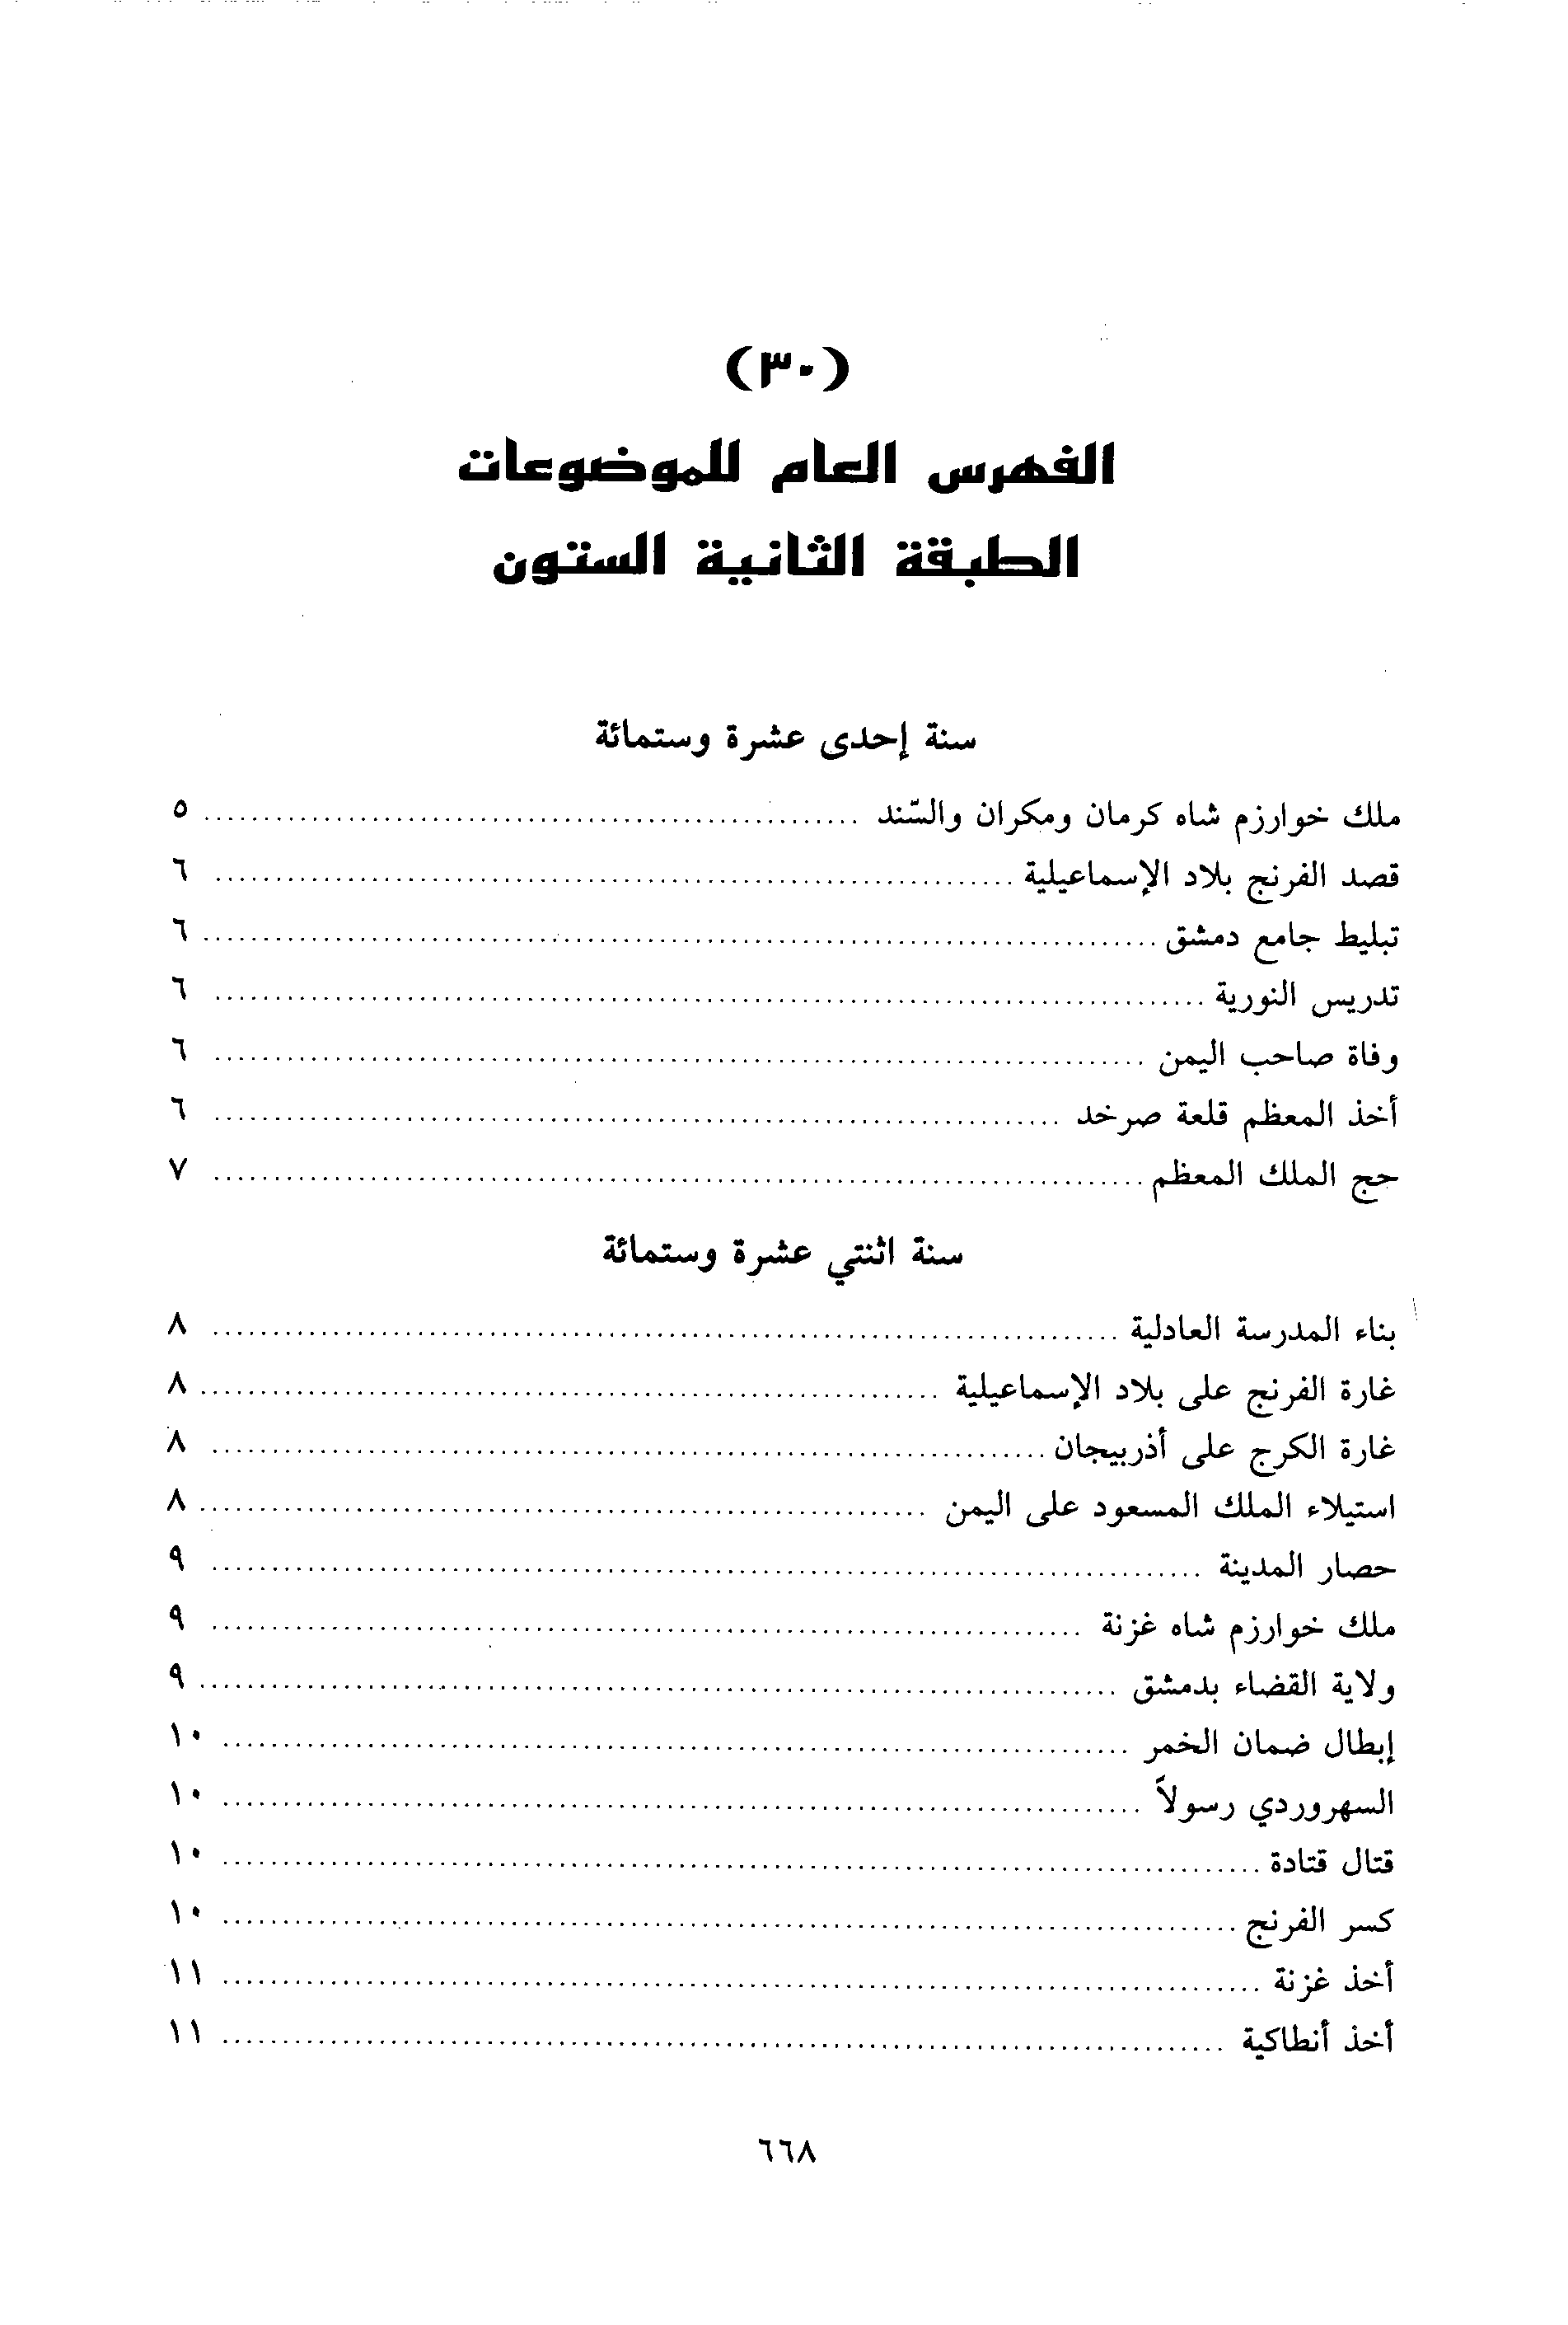 (٣٠)
الفهرس العام للموضوعات
الطبقة الثانية الستون
سنة إحدى عشرة وستمائة
ملك خوارزم شاه كرمان ومكران والسّند ........ ٥
قصد الفرنج بلاد الإسماعيلية ........ ٦
تبليط جامع دمشق ........ ٦
تدريس النورية ........ ٦
وفاة صاحب اليمن ........ ٦
أخذ المعظم قلعة صرخد ........ ٦
حج الملك المعظم ........ ٧
سنة اثنتي عشرة وستمائة
بناء المدرسة العادلية ........ ٨
غارة الفرنج على بلاد الإسماعيلية ........ ٨
غارة الكرج على أذربيجان ........ ٨
استيلاء الملك المسعود على اليمن ........ ٨
حصار المدينة ........ ٩
ملك خوارزم شاه غزنة ........ ٩
ولاية القضاء بدمشق ........ ٩
إبطال ضمان الخمر ........ ١٠
السهروردي رسولاً ........ ١٠
قتال قتادة ........ ١٠
كسر الفرنج ........ ١٠
أخذ غزنة ........ ١١
أخذ أنطاكية ........ ١١
٦٦٨